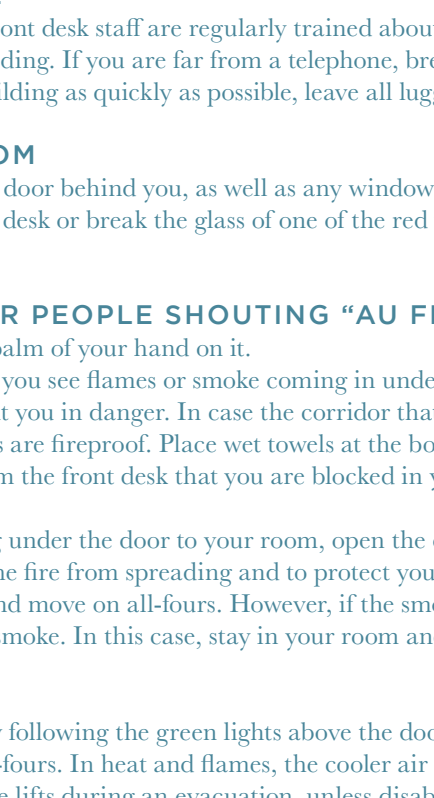 ont desk staff are regularly trained abou
ding. If you are far from a telephone, bre
ilding as quickly as possible, leave all lug
OM
door behind you, as well as any window
desk or break the glass of one of the red
R PEOPLE SHOUTING “AU F
palm of your hand on it.
you see flames or smoke coming in unde
t you in danger. In case the corridor tha
s are fireproof. Place wet towels at the bo
m the front desk that you are blocked in y
g under the door to your room, open the
ne fire from spreading and to protect you
nd move on all-fours. However, if the sm
smoke. In this case, stay in your room an
y following the green lights above the doo
-fours. In heat and flames, the cooler air
e lifts during an evacuation, unless disab